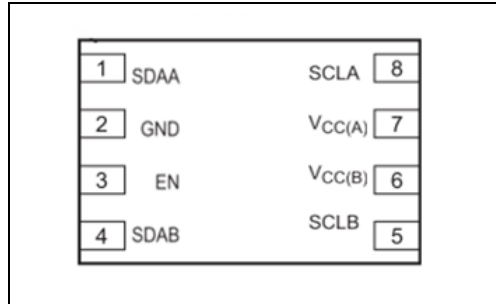 1 SDAA SCLA 8
2 GND VCC(A) 7
3 EN VCC(B) 6
4 SDAB SCLB 5